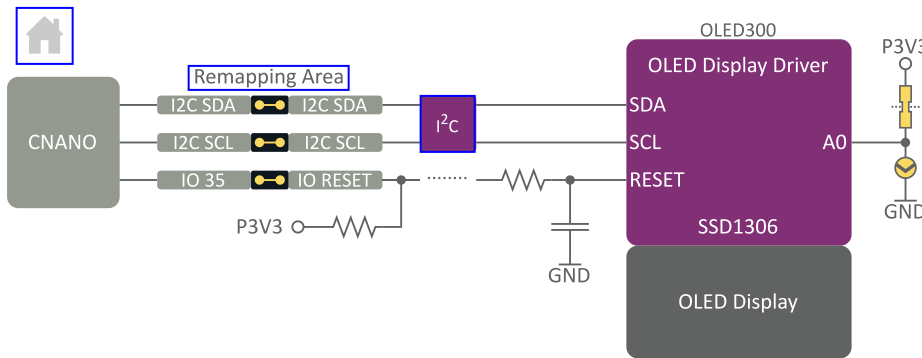 OLED300
P3V3
Remapping Area
OLED Display Driver
CNANO
I2C SDA
I2C SDA
I²C
SDA
I2C SCL
I2C SCL
SCL
A0
IO 35
IO RESET
RESET
P3V3
GND
SSD1306
GND
OLED Display